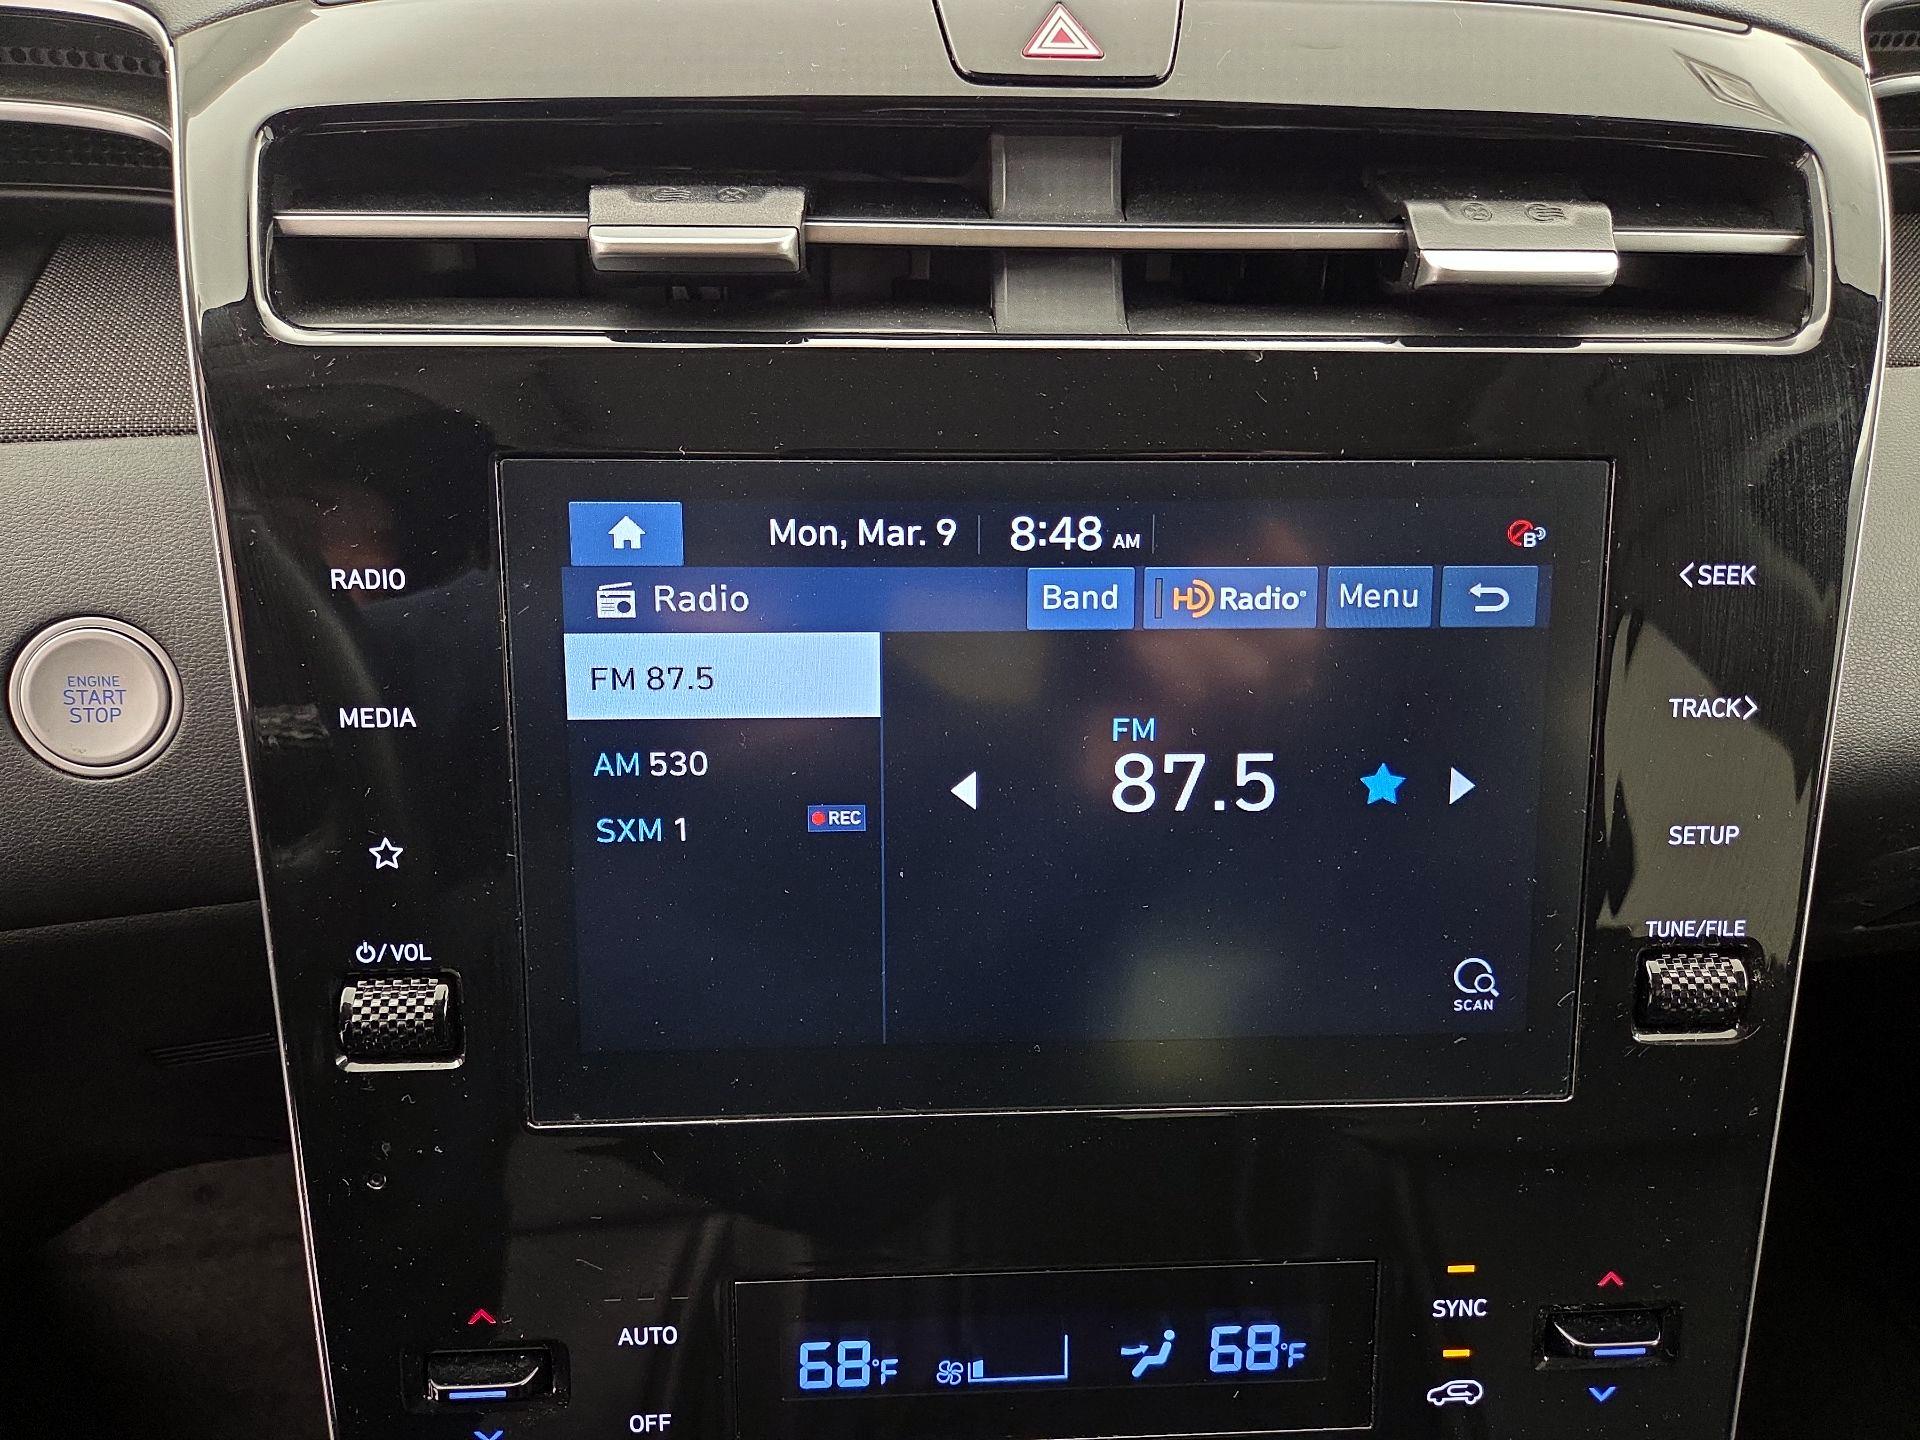 Mon, Mar. 9 8:48 AM B
RADIO
<SEEK
Radio Band HD Radio® Menu
ENGINE
START
STOP
FM 87.5
MEDIA
TRACK>
FM
87.5
AM 530
SXM 1 REC
SETUP
⏻/VOL
TUNE/FILE
SCAN
SYNC
AUTO
68°F 68°F
OFF